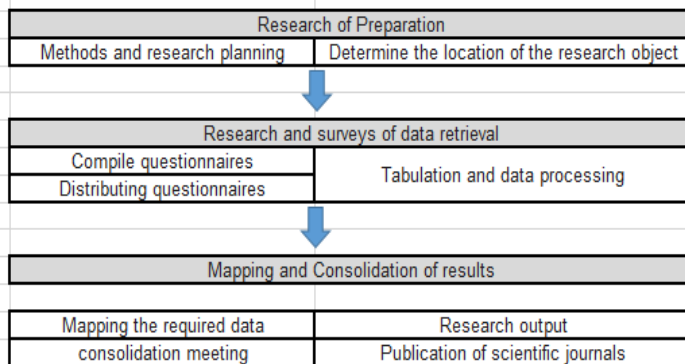 Research of Preparation
Methods and research planning
Determine the location of the research object
Research and surveys of data retrieval
Compile questionnaires
Distributing questionnaires
Tabulation and data processing
Mapping and Consolidation of results
Mapping the required data
Research output
consolidation meeting
Publication of scientific journals